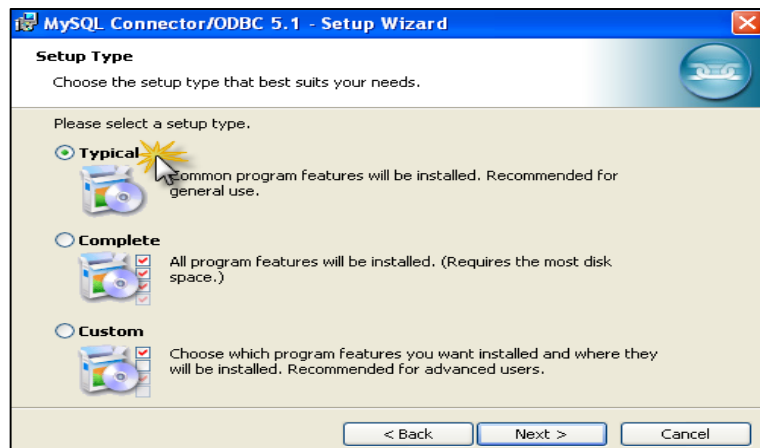 MySQL Connector/ODBC 5.1 - Setup Wizard
Setup Type
Choose the setup type that best suits your needs.
Please select a setup type.
Typical
Common program features will be installed. Recommended for
general use.
Complete
All program features will be installed. (Requires the most disk
space.)
Custom
Choose which program features you want installed and where they
will be installed. Recommended for advanced users.
< Back
Next >
Cancel